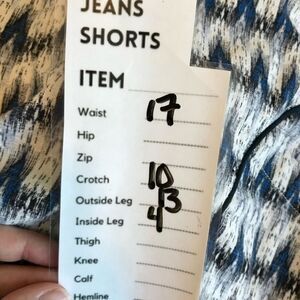 JEANS
SHORTS
ITEM
Waist 17
Hip
Zip
Crotch 10
Outside Leg 13
Inside Leg 4
Thigh
Knee
Calf
Hemline